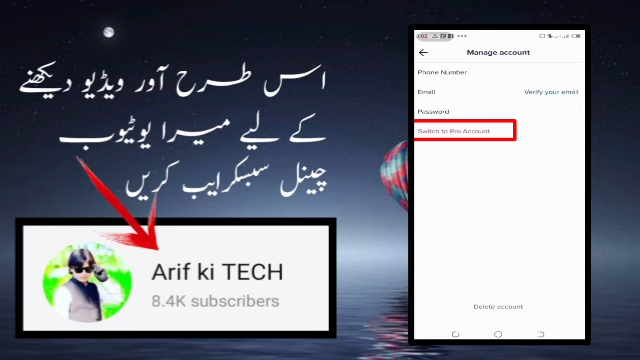 اس طرح آور ویڈیو دیکھنے
کے لیے میرا یوٹیوب
چینل سبسکرایب کریں
Arif ki TECH
8.4K subscribers
Manage account
Phone Number
Email
Verify your email
Password
Switch to Pro Account
Delete account